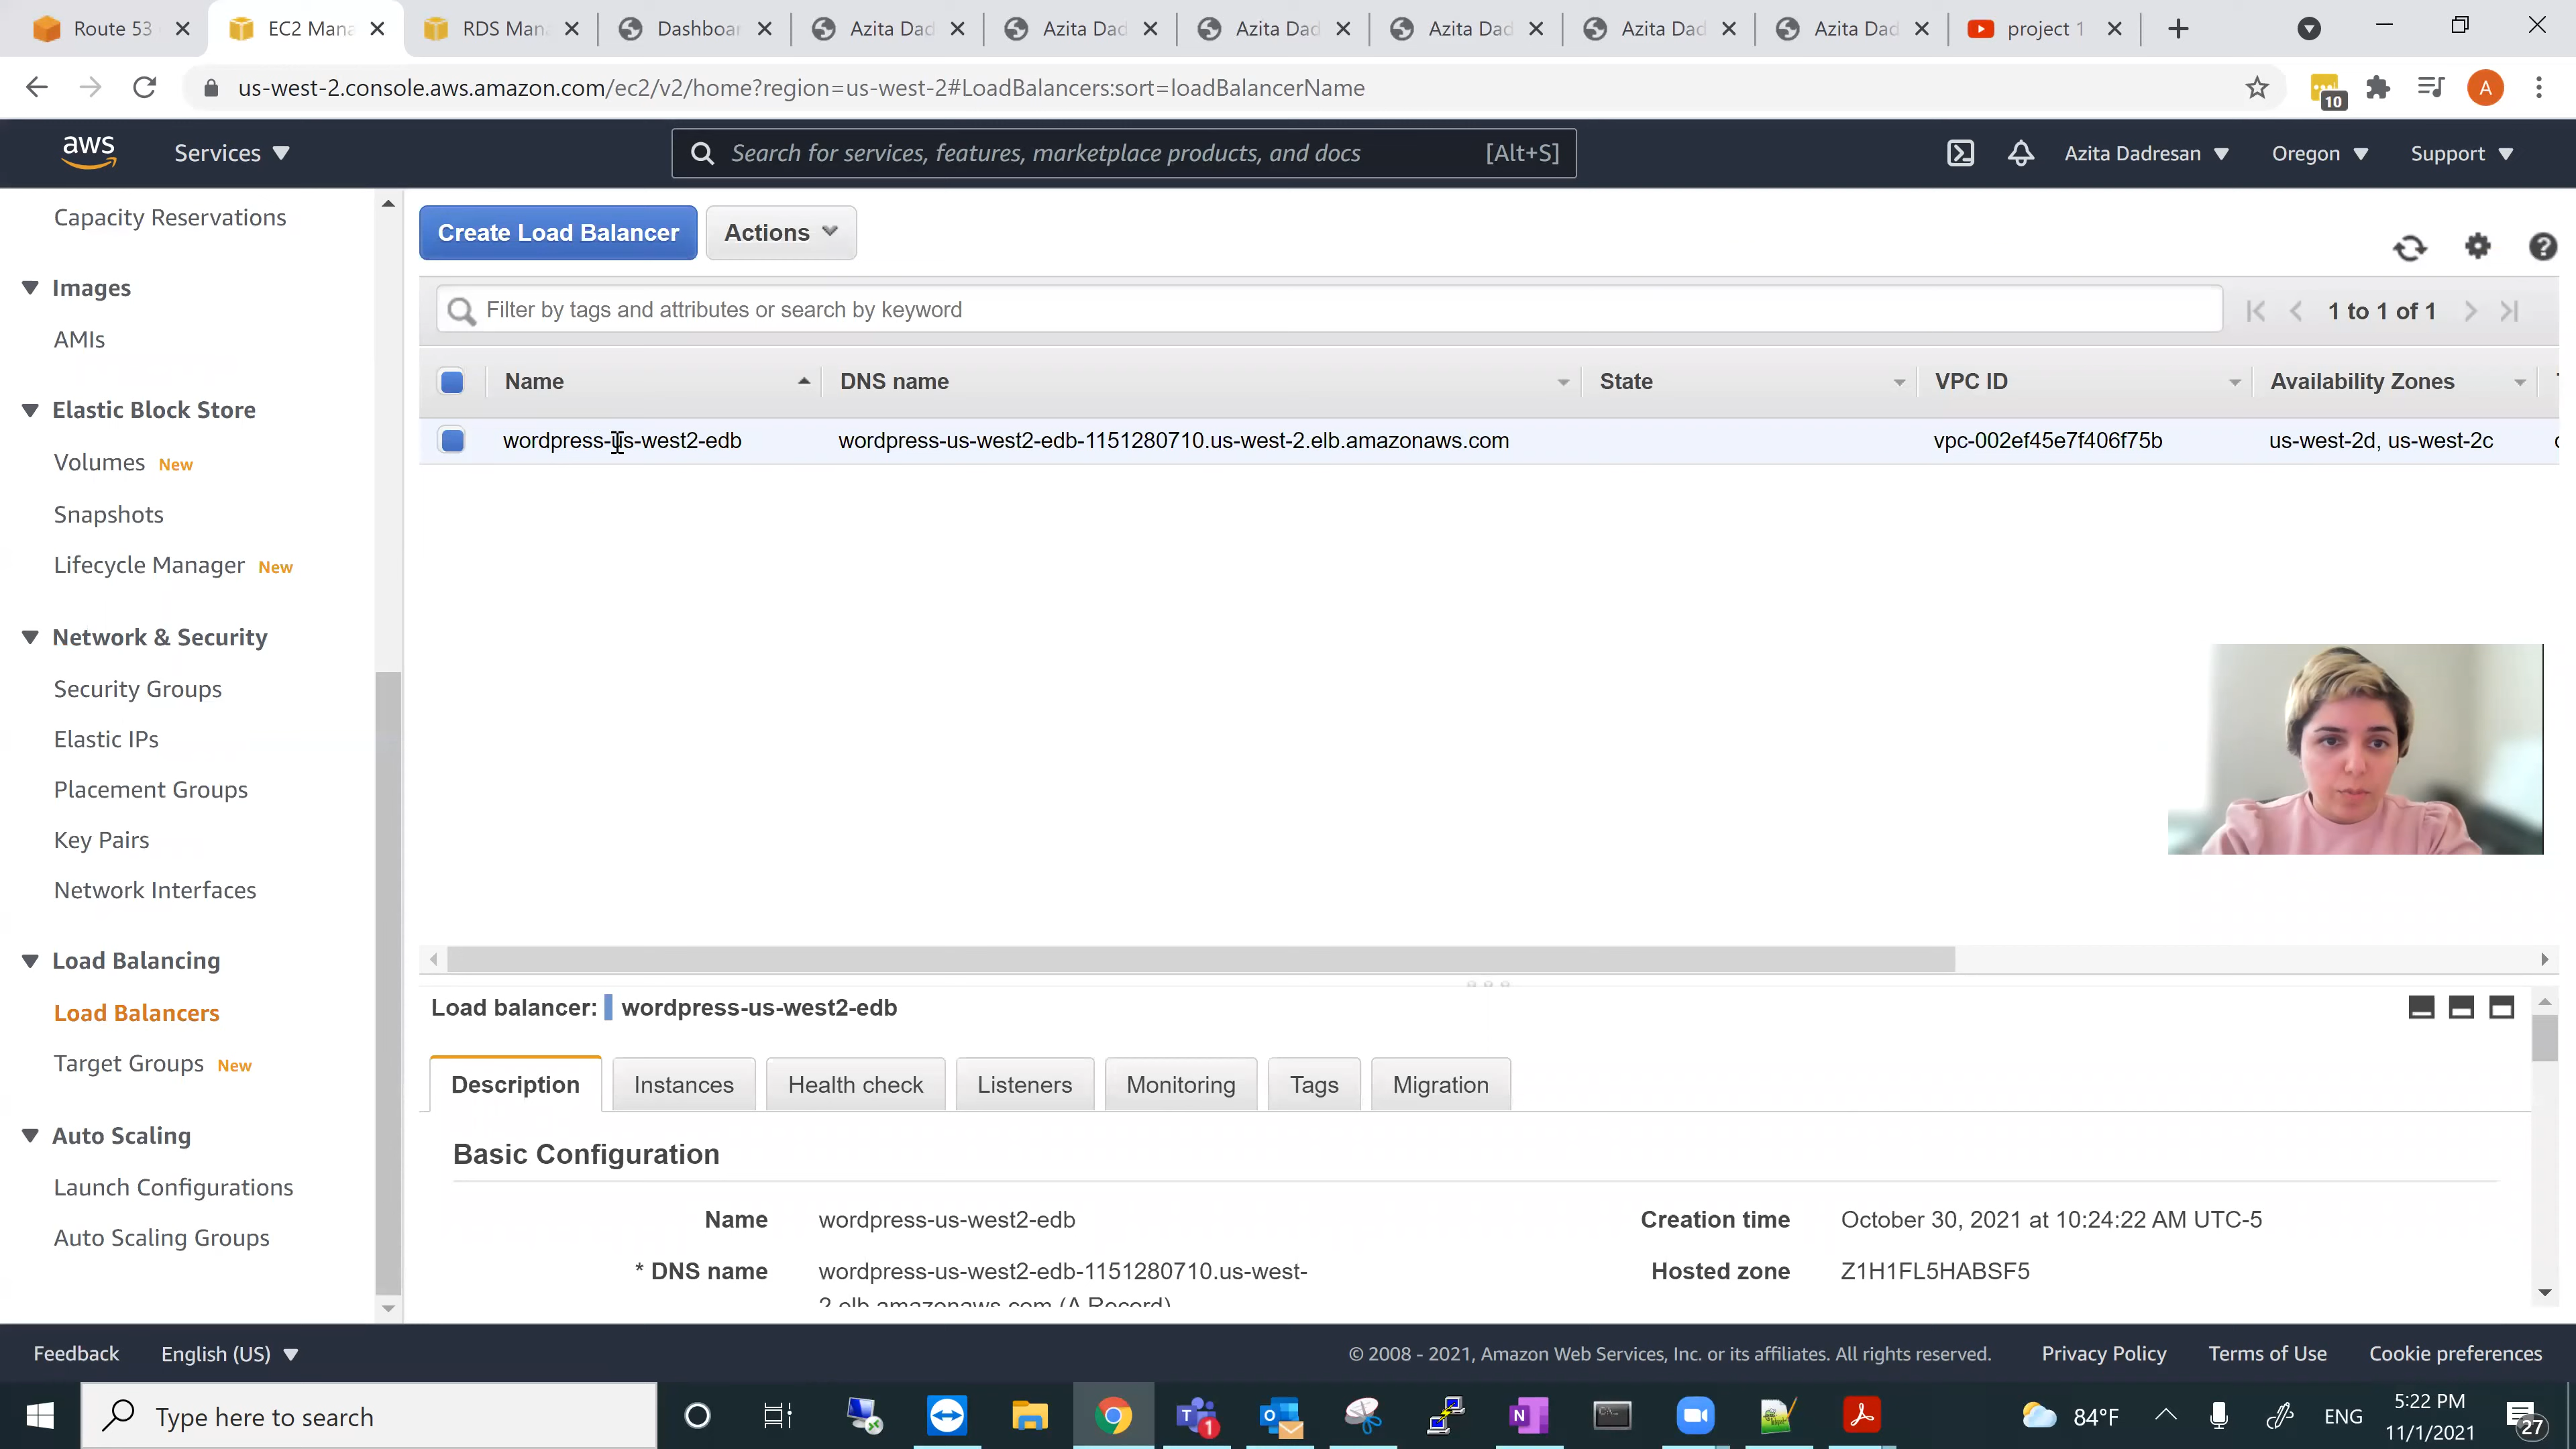 Route 53
EC2 Mana
RDS Man
Dashboar
Azita Dad
Azita Dad
Azita Dad
Azita Dad
Azita Dad
Azita Dad
project 1
us-west-2.console.aws.amazon.com/ec2/v2/home?region=us-west-2#LoadBalancers:sort=loadBalancerName
10
A
aws
Services
Search for services, features, marketplace products, and docs
[Alt+S]
Azita Dadresan
Oregon
Support
Capacity Reservations
Images
AMIs
Elastic Block Store
Volumes New
Snapshots
Lifecycle Manager New
Network & Security
Security Groups
Elastic IPs
Placement Groups
Key Pairs
Network Interfaces
Load Balancing
Load Balancers
Target Groups New
Auto Scaling
Launch Configurations
Auto Scaling Groups
Create Load Balancer
Actions
Filter by tags and attributes or search by keyword
1 to 1 of 1
Name
DNS name
State
VPC ID
Availability Zones
wordpress-us-west2-edb
wordpress-us-west2-edb-1151280710.us-west-2.elb.amazonaws.com
vpc-002ef45e7f406f75b
us-west-2d, us-west-2c
Load balancer: wordpress-us-west2-edb
Description
Instances
Health check
Listeners
Monitoring
Tags
Migration
Basic Configuration
Name
wordpress-us-west2-edb
Creation time
October 30, 2021 at 10:24:22 AM UTC-5
* DNS name
wordpress-us-west2-edb-1151280710.us-west-
2.elb.amazonaws.com (A Record)
Hosted zone
Z1H1FL5HABSF5
Feedback
English (US)
© 2008 - 2021, Amazon Web Services, Inc. or its affiliates. All rights reserved.
Privacy Policy
Terms of Use
Cookie preferences
Type here to search
1
84°F
ENG
5:22 PM
11/1/2021
27